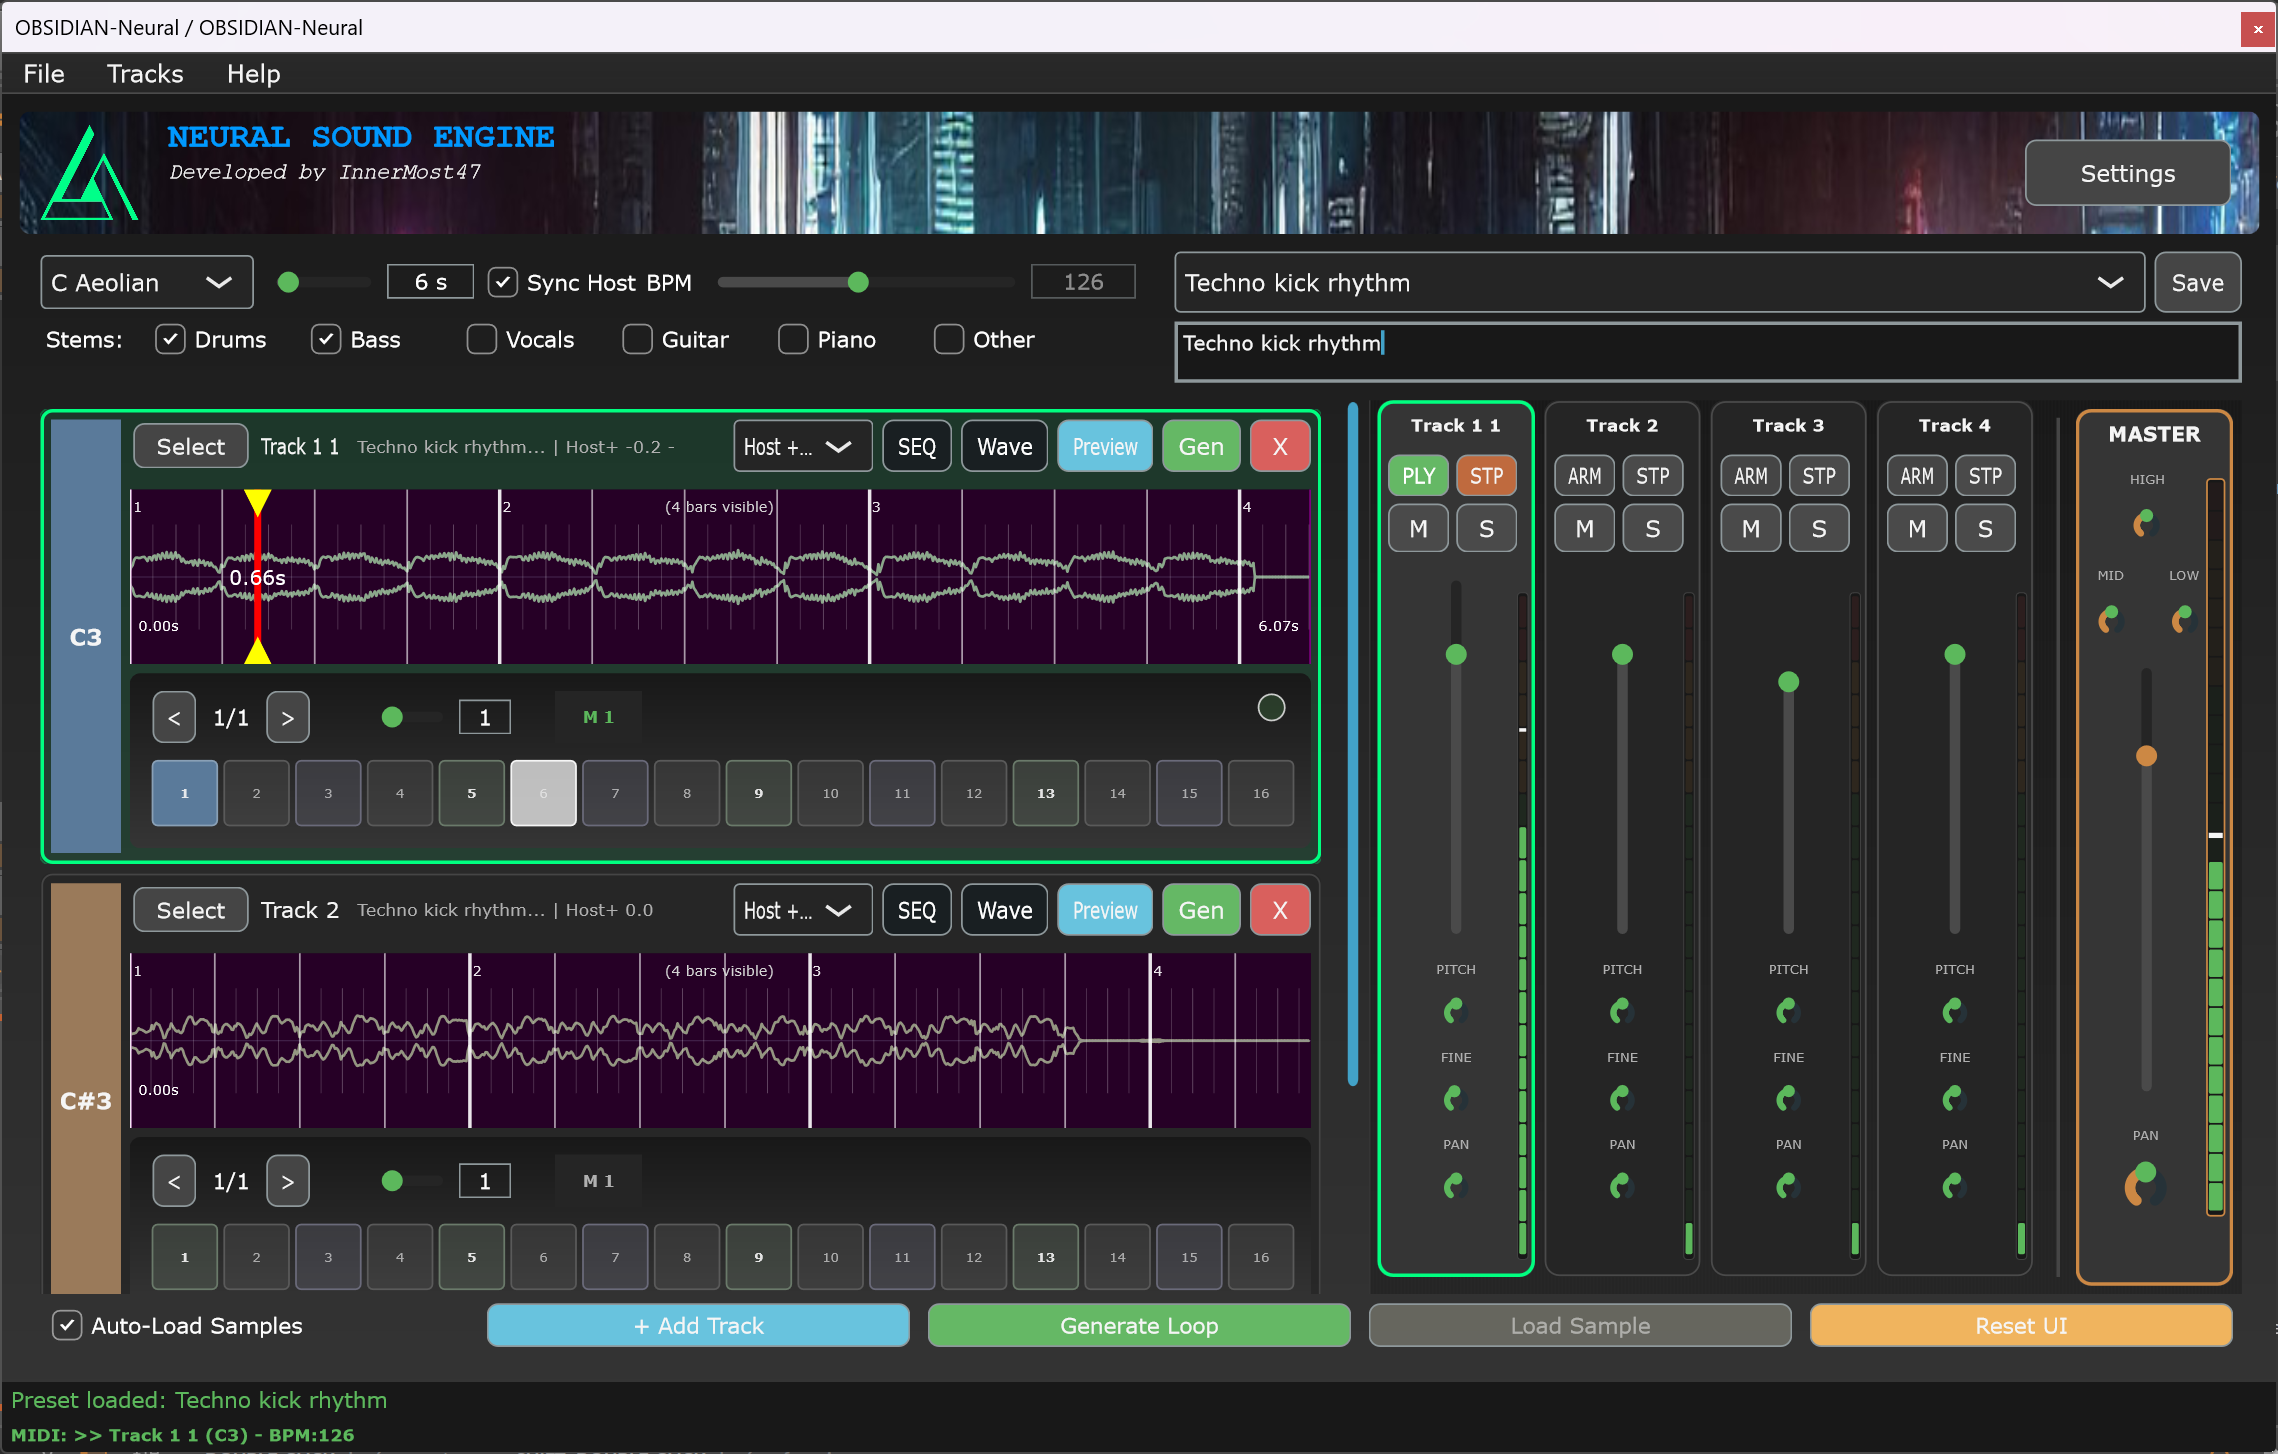 OBSIDIAN-Neural / OBSIDIAN-Neural
x
File Tracks Help
NEURAL SOUND ENGINE
Developed by InnerMost47
Settings
C Aeolian 6 s Sync Host BPM 126 Techno kick rhythm Save
Stems: Drums Bass Vocals Guitar Piano Other
Techno kick rhythm
C3
Select Track 1 1 Techno kick rhythm... | Host+ -0.2 - Host +... SEQ Wave Preview Gen X
1 2 (4 bars visible) 3 4
0.66s
0.00s 6.07s
< 1/1 > 1 M 1
1 2 3 4 5 6 7 8 9 10 11 12 13 14 15 16
C#3
Select Track 2 Techno kick rhythm... | Host+ 0.0 Host +... SEQ Wave Preview Gen X
1 2 (4 bars visible) 3 4
0.00s
< 1/1 > 1 M 1
1 2 3 4 5 6 7 8 9 10 11 12 13 14 15 16
Track 1 1 Track 2 Track 3 Track 4
PLY STP ARM STP ARM STP ARM STP
M S M S M S M S
PITCH PITCH PITCH PITCH
FINE FINE FINE FINE
PAN PAN PAN PAN
MASTER
HIGH
MID LOW
PAN
Auto-Load Samples + Add Track Generate Loop Load Sample Reset UI
Preset loaded: Techno kick rhythm
MIDI: >> Track 1 1 (C3) - BPM:126